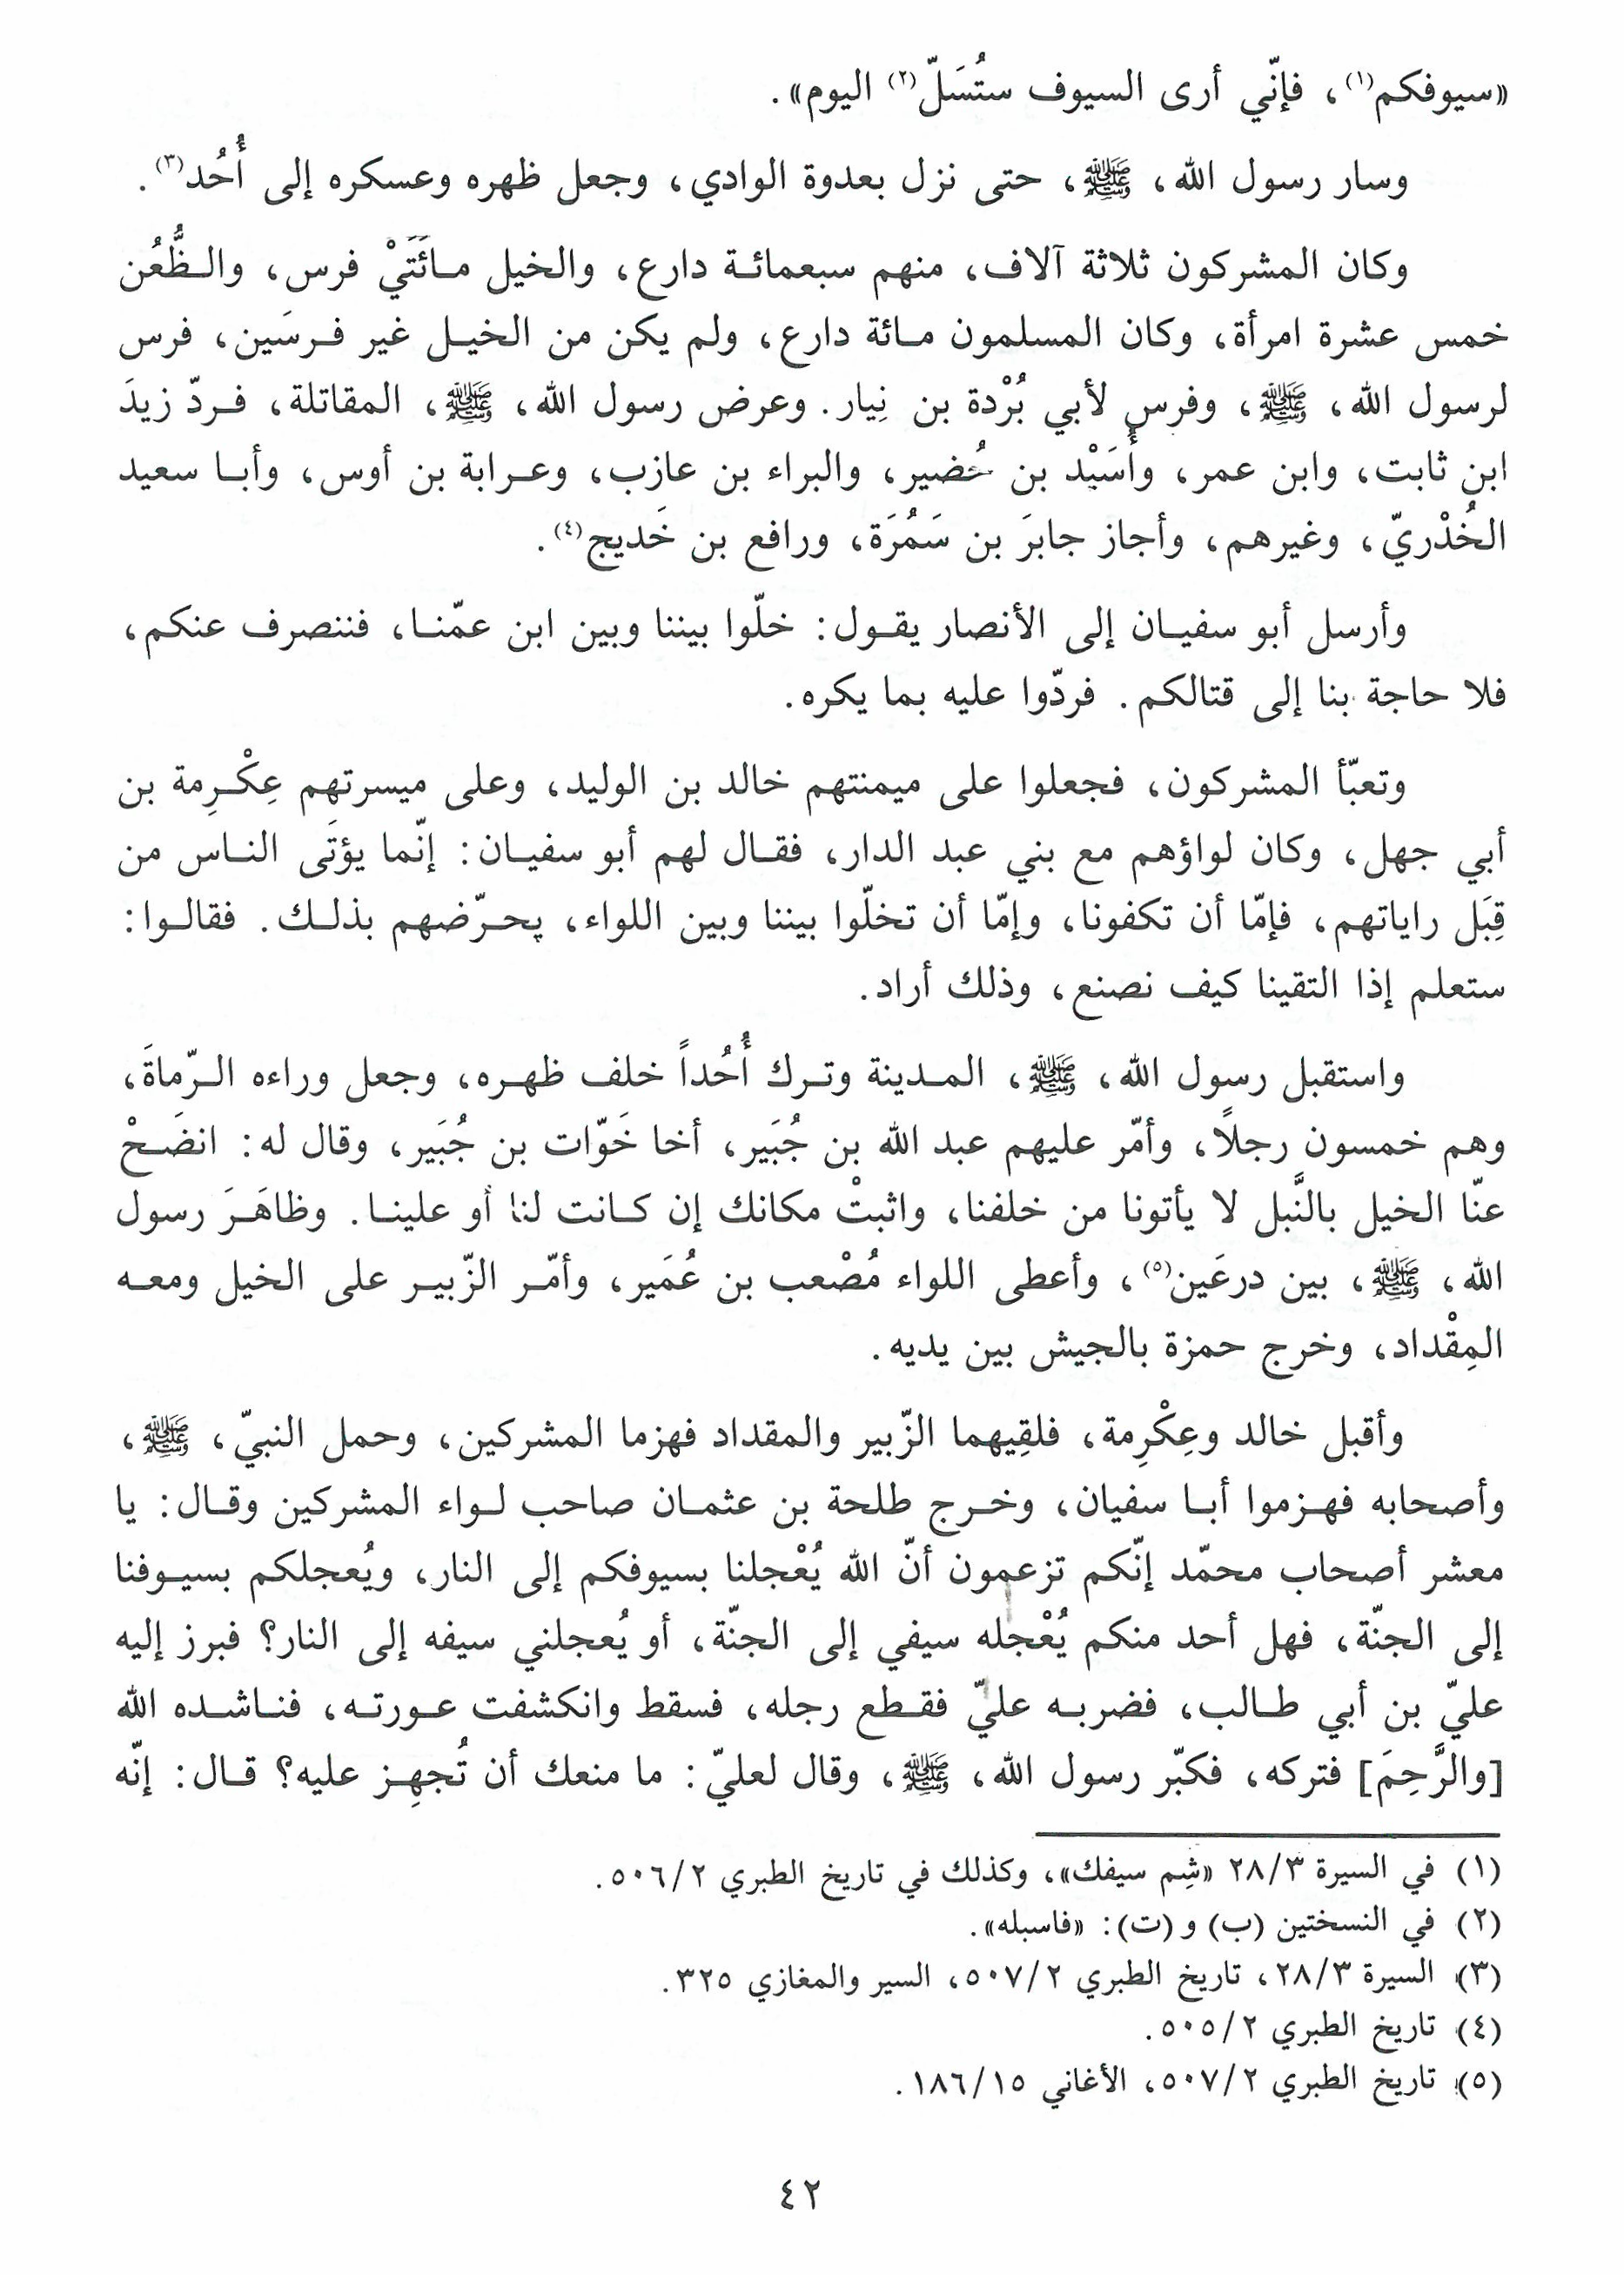 «سيوفكم(١)، فإنّي أرى السيوف ستُسَلّ(٢) اليوم».
وسار رسول الله، ﷺ، حتى نزل بعدوة الوادي، وجعل ظهره وعسكره إلى أُحُد(٣).
وكان المشركون ثلاثة آلاف، منهم سبعمائة دارع، والخيل مائَتَيْ فرس، والظُّعُن
خمس عشرة امرأة، وكان المسلمون مائة دارع، ولم يكن من الخيل غير فرسَين، فرس
لرسول الله، ﷺ، وفرس لأبي بُرْدة بن نِيار. وعرض رسول الله، ﷺ، المقاتلة، فردّ زيدَ
ابن ثابت، وابن عمر، وأُسَيْد بن حُضير، والبراء بن عازب، وعرابة بن أوس، وأبا سعيد
الخُدْريّ، وغيرهم، وأجاز جابرَ بن سَمُرَة، ورافع بن خَديج(٤).
وأرسل أبو سفيان إلى الأنصار يقول: خلّوا بيننا وبين ابن عمّنا، فننصرف عنكم،
فلا حاجة بنا إلى قتالكم. فردّوا عليه بما يكره.
وتعبّأ المشركون، فجعلوا على ميمنتهم خالد بن الوليد، وعلى ميسرتهم عِكْرِمة بن
أبي جهل، وكان لواؤهم مع بني عبد الدار، فقال لهم أبو سفيان: إنّما يؤتَى الناس من
قِبَل راياتهم، فإمّا أن تكفونا، وإمّا أن تخلّوا بيننا وبين اللواء، يحرّضهم بذلك. فقالوا:
ستعلم إذا التقينا كيف نصنع، وذلك أراد.
واستقبل رسول الله، ﷺ، المدينة وترك أُحُداً خلف ظهره، وجعل وراءه الرّماةَ،
وهم خمسون رجلاً، وأمّر عليهم عبد الله بن جُبَير، أخا خَوّات بن جُبَير، وقال له: انضَحْ
عنّا الخيل بالنَّبل لا يأتونا من خلفنا، واثبتْ مكانك إن كانت لنا أو علينا. وظاهَرَ رسول
الله، ﷺ، بين درعَين(٥)، وأعطى اللواء مُصْعب بن عُمَير، وأمّر الزّبير على الخيل ومعه
المِقْداد، وخرج حمزة بالجيش بين يديه.
وأقبل خالد وعِكْرِمة، فلقِيهما الزّبير والمقداد فهزما المشركين، وحمل النبيّ، ﷺ،
وأصحابه فهزموا أبا سفيان، وخرج طلحة بن عثمان صاحب لواء المشركين وقال: يا
معشر أصحاب محمّد إنّكم تزعمون أنّ الله يُعْجلنا بسيوفكم إلى النار، ويُعجلكم بسيوفنا
إلى الجنّة، فهل أحد منكم يُعْجله سيفي إلى الجنّة، أو يُعجلني سيفه إلى النار؟ فبرز إليه
عليّ بن أبي طالب، فضربه عليّ فقطع رجله، فسقط وانكشفت عورته، فناشده الله
[والرَّحِمَ] فتركه، فكبّر رسول الله، ﷺ، وقال لعليّ: ما منعك أن تُجهِز عليه؟ قال: إنّه
(١) في السيرة ٢٨/٣ «شِم سيفك»، وكذلك في تاريخ الطبري ٥٠٦/٢.
(٢) في النسختين (ب) و (ت): «فاسبله».
(٣) السيرة ٢٨/٣، تاريخ الطبري ٥٠٧/٢، السير والمغازي ٣٢٥.
(٤) تاريخ الطبري ٥٠٥/٢.
(٥) تاريخ الطبري ٥٠٧/٢، الأغاني ١٨٦/١٥.
٤٢